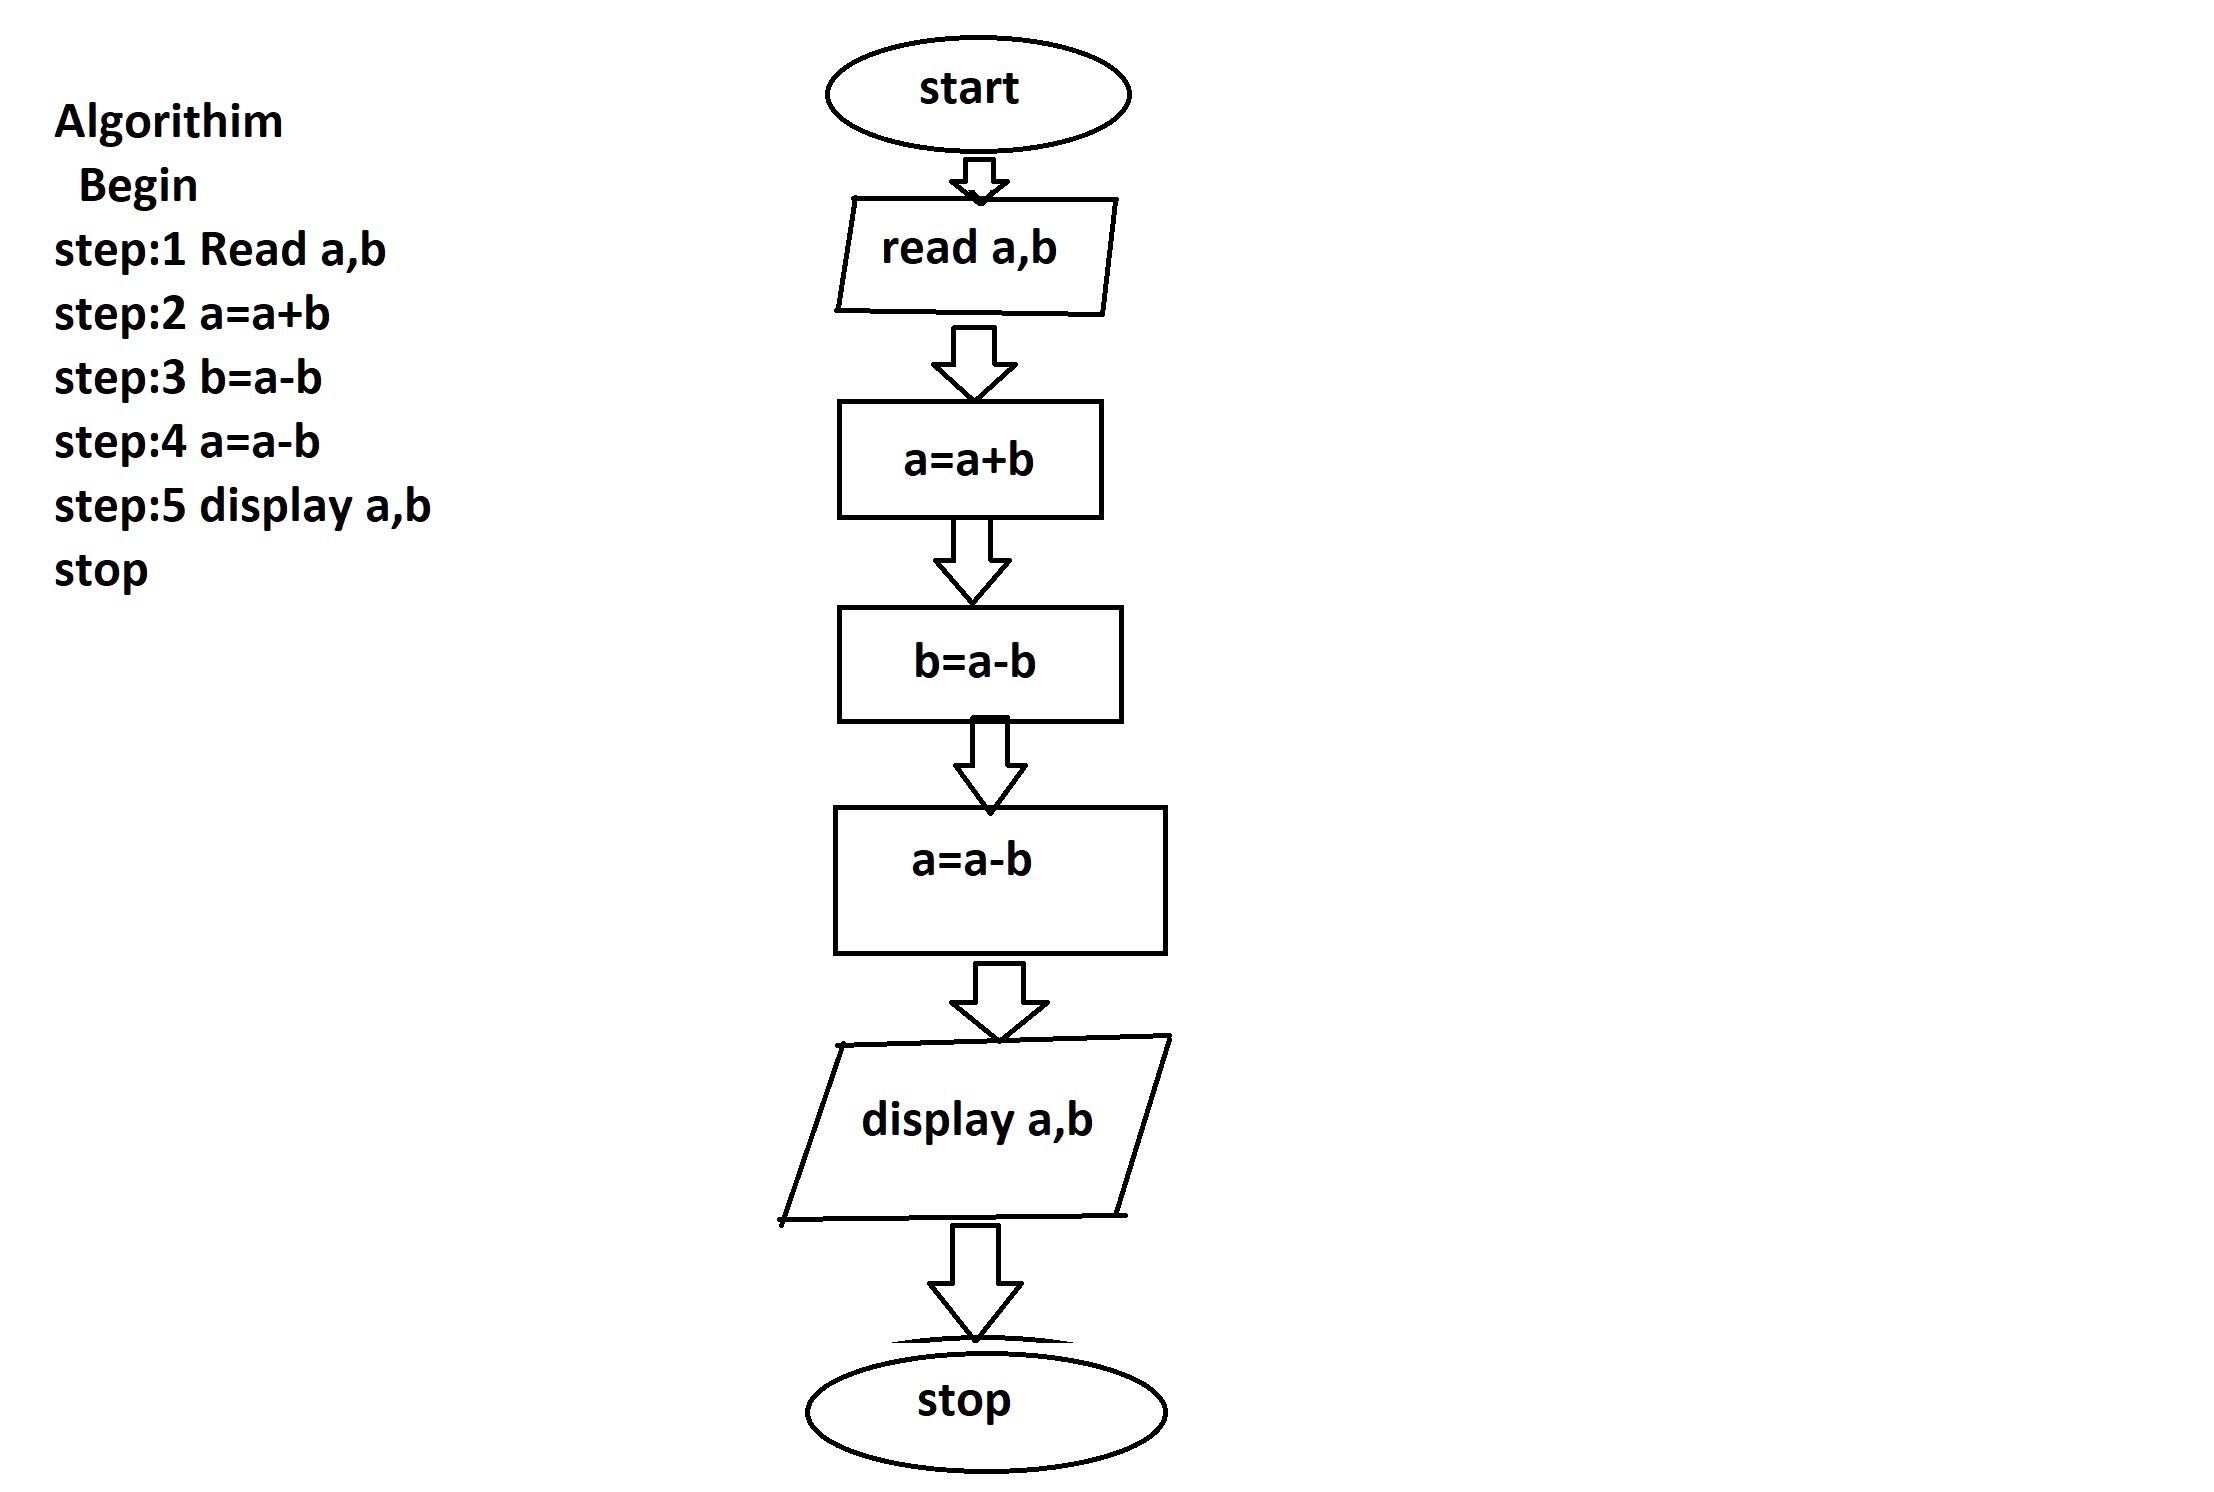 Algorithim
Begin
step:1 Read a,b
step:2 a=a+b
step:3 b=a-b
step:4 a=a-b
step:5 display a,b
stop
start
read a,b
a=a+b
b=a-b
a=a-b
display a,b
stop